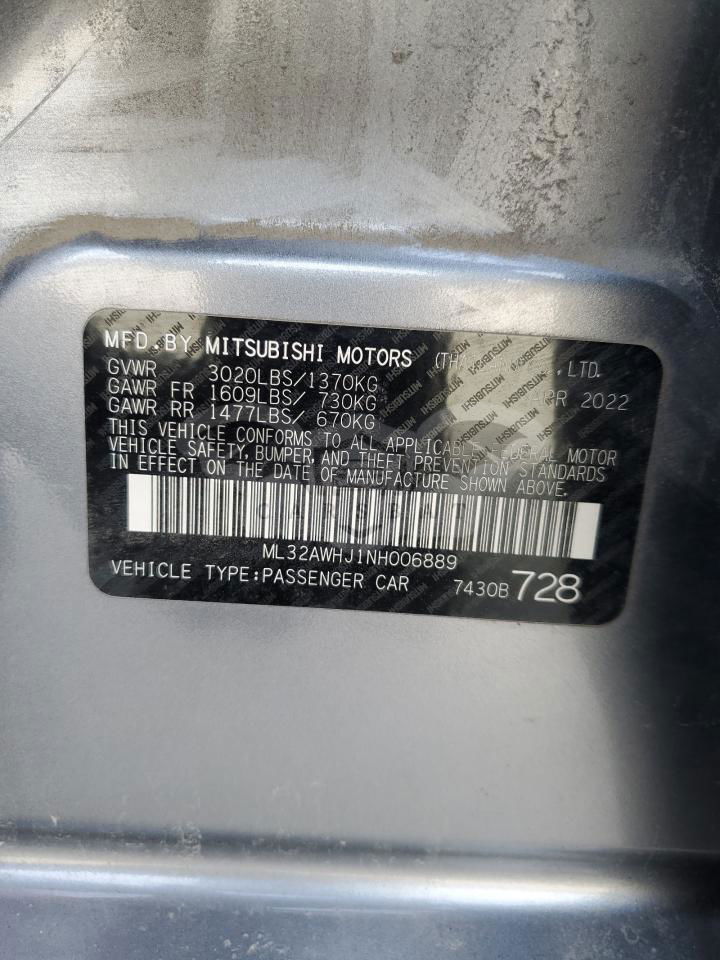 MFD.BY MITSUBISHI MOTORS , LTD.
GVWR 3020LBS/1370KG 2022
GAWR FR 1609LBS/ 730KG
GAWR RR 1477LBS/ 670KG
THIS VEHICLE CONFORMS TO ALL APPLICABLE FEDERAL MOTOR
VEHICLE SAFETY, BUMPER, AND THEFT PREVENTION STANDARDS
IN EFFECT ON THE DATE OF MANUFACTURE SHOWN ABOVE.
ML32AWHJ1NH006889
VEHICLE TYPE:PASSENGER CAR 7430B 728